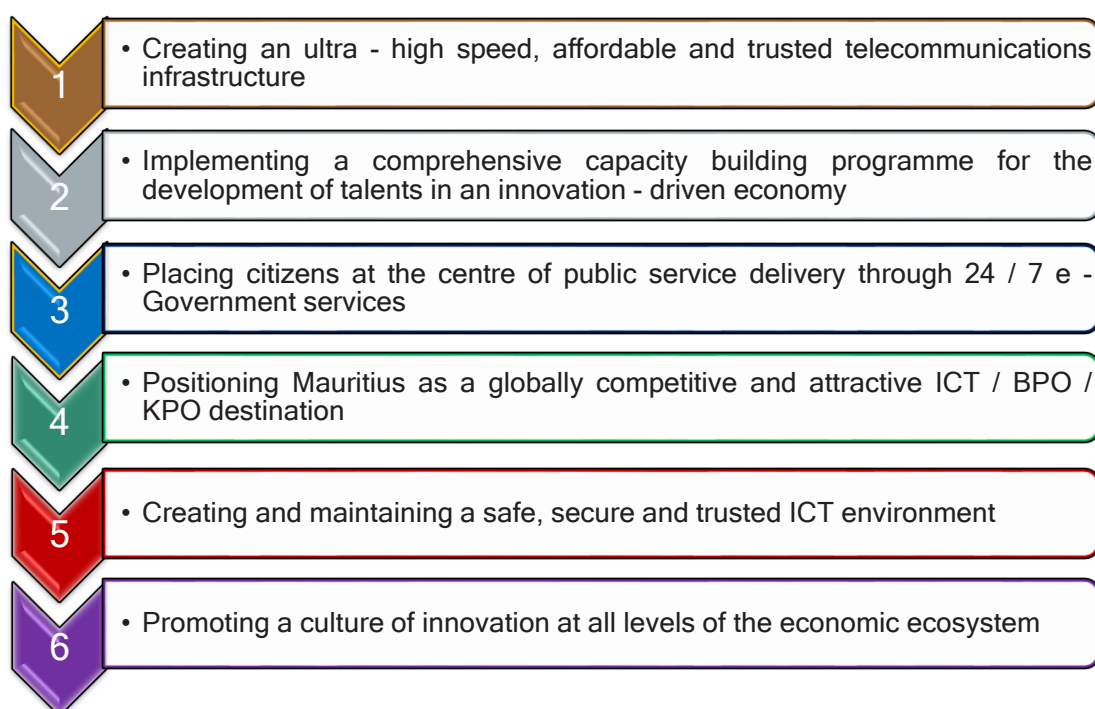 1
• Creating an ultra - high speed, affordable and trusted telecommunications
infrastructure
2
• Implementing a comprehensive capacity building programme for the
development of talents in an innovation - driven economy
3
• Placing citizens at the centre of public service delivery through 24 / 7 e -
Government services
4
• Positioning Mauritius as a globally competitive and attractive ICT / BPO /
KPO destination
5
• Creating and maintaining a safe, secure and trusted ICT environment
6
• Promoting a culture of innovation at all levels of the economic ecosystem